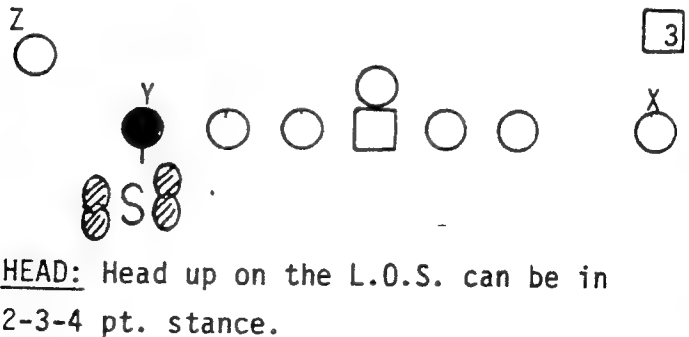 Z
3
Y
X
S
HEAD: Head up on the L.O.S. can be in
2-3-4 pt. stance.